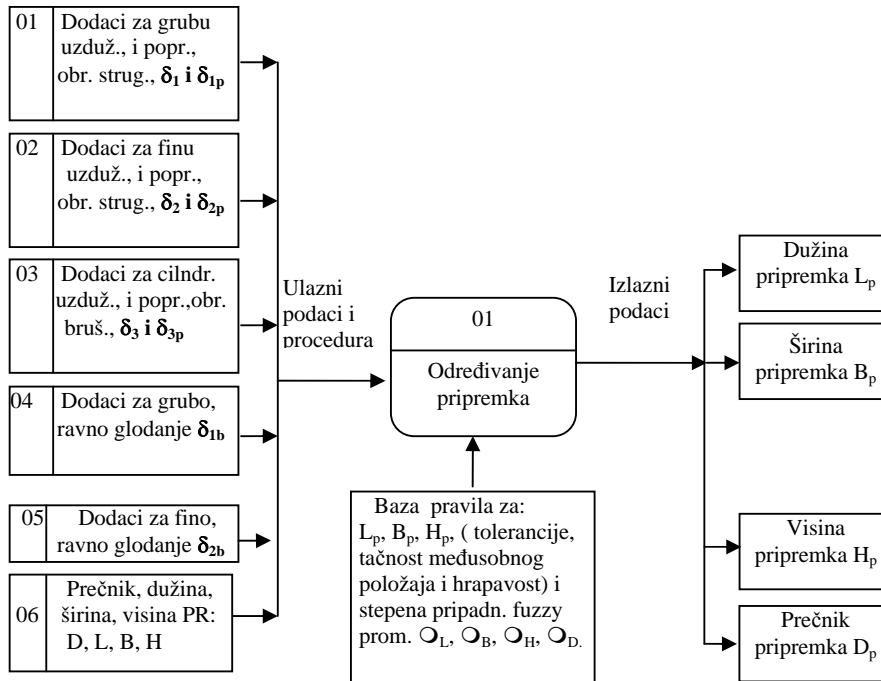 01 Dodaci za grubu
uzduž., i popr.,
obr. strug., δ₁ i δ₁ₚ
02 Dodaci za finu
uzduž., i popr.,
obr. strug., δ₂ i δ₂ₚ
03 Dodaci za cilndr.
uzduž., i popr.,obr.
bruš., δ₃ i δ₃ₚ
04 Dodaci za grubo,
ravno glodanje δ1b
05 Dodaci za fino,
ravno glodanje δ2b
06 Prečnik, dužina,
širina, visina PR:
D, L, B, H
Ulazni
podaci i
procedura
01
Određivanje
pripremka
Baza pravila za:
Lₚ, Bₚ, Hₚ, ( tolerancije,
tačnost međusobnog
položaja i hrapavost) i
stepena pripadn. fuzzy
prom. ❍L, ❍B, ❍H, ❍D.
Izlazni
podaci
Dužina
pripremka Lₚ
Širina
pripremka Bₚ
Visina
pripremka Hₚ
Prečnik
pripremka Dₚ